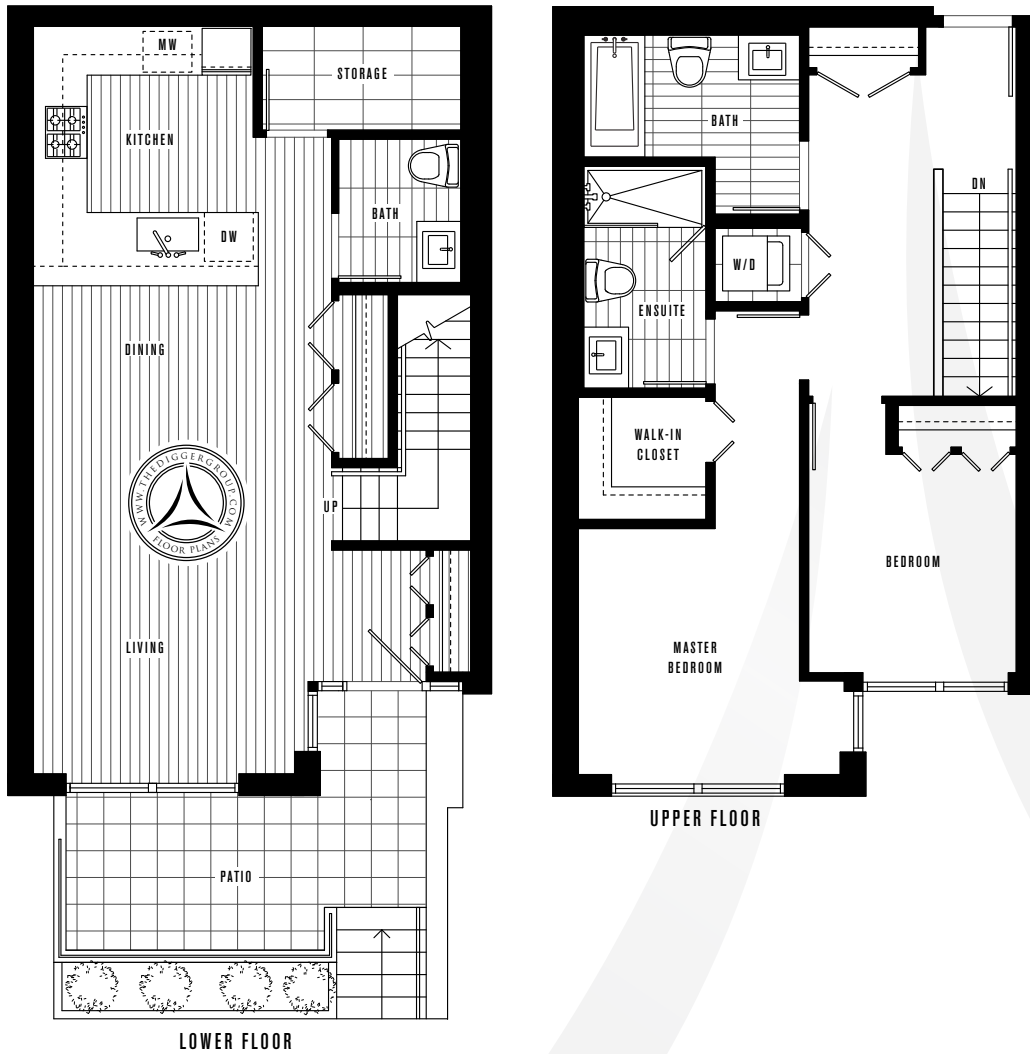 MW
STORAGE
KITCHEN
BATH
DW
DINING
WWW.THEDIGGERGROUP.COM
FLOOR PLANS
UP
LIVING
PATIO
LOWER FLOOR
BATH
DN
W/D
ENSUITE
WALK-IN
CLOSET
BEDROOM
MASTER
BEDROOM
UPPER FLOOR